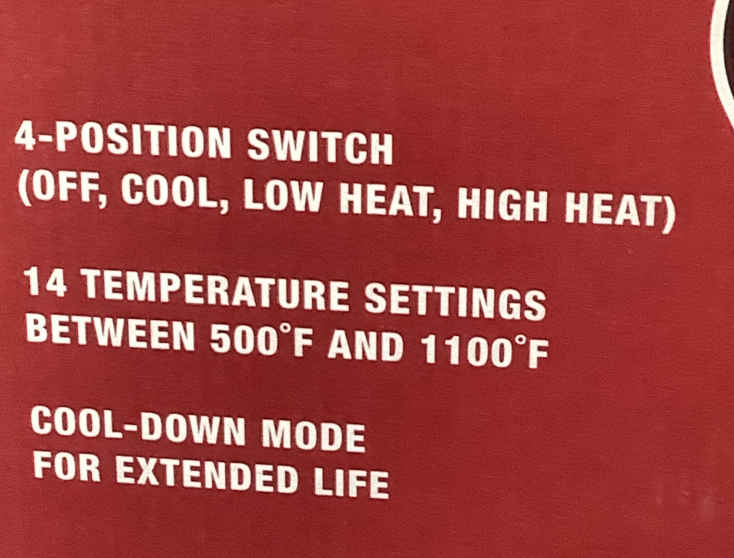 4-POSITION SWITCH
(OFF, COOL, LOW HEAT, HIGH HEAT)
14 TEMPERATURE SETTINGS
BETWEEN 500°F AND 1100°F
COOL-DOWN MODE
FOR EXTENDED LIFE